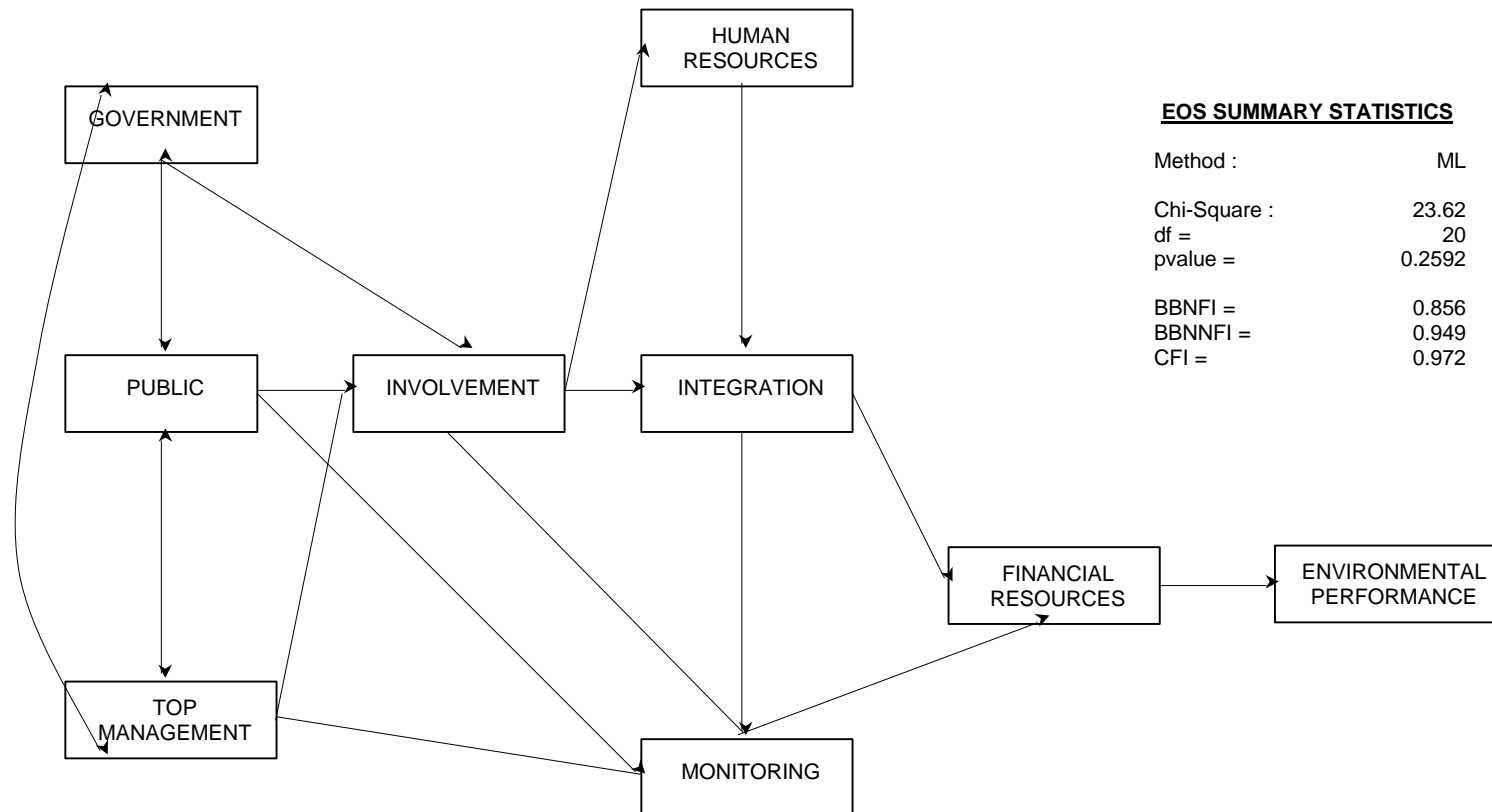 HUMAN
RESOURCES
GOVERNMENT
EOS SUMMARY STATISTICS
Method : ML
Chi-Square : 23.62
df = 20
pvalue = 0.2592
BBNFI = 0.856
BBNNFI = 0.949
CFI = 0.972
PUBLIC
INVOLVEMENT
INTEGRATION
FINANCIAL
RESOURCES
ENVIRONMENTAL
PERFORMANCE
TOP
MANAGEMENT
MONITORING